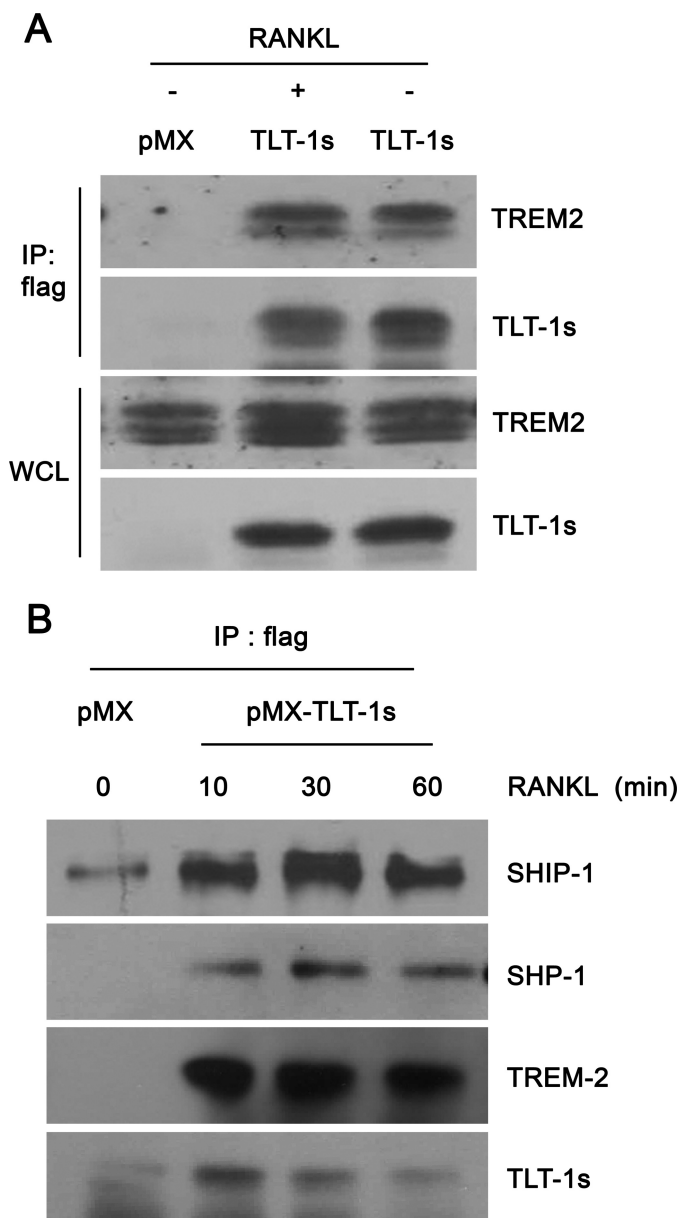 A
RANKL
- + -
pMX TLT-1s TLT-1s
IP:
flag
TREM2
TLT-1s
WCL
TREM2
TLT-1s
B
IP : flag
pMX pMX-TLT-1s
0 10 30 60 RANKL (min)
SHIP-1
SHP-1
TREM-2
TLT-1s